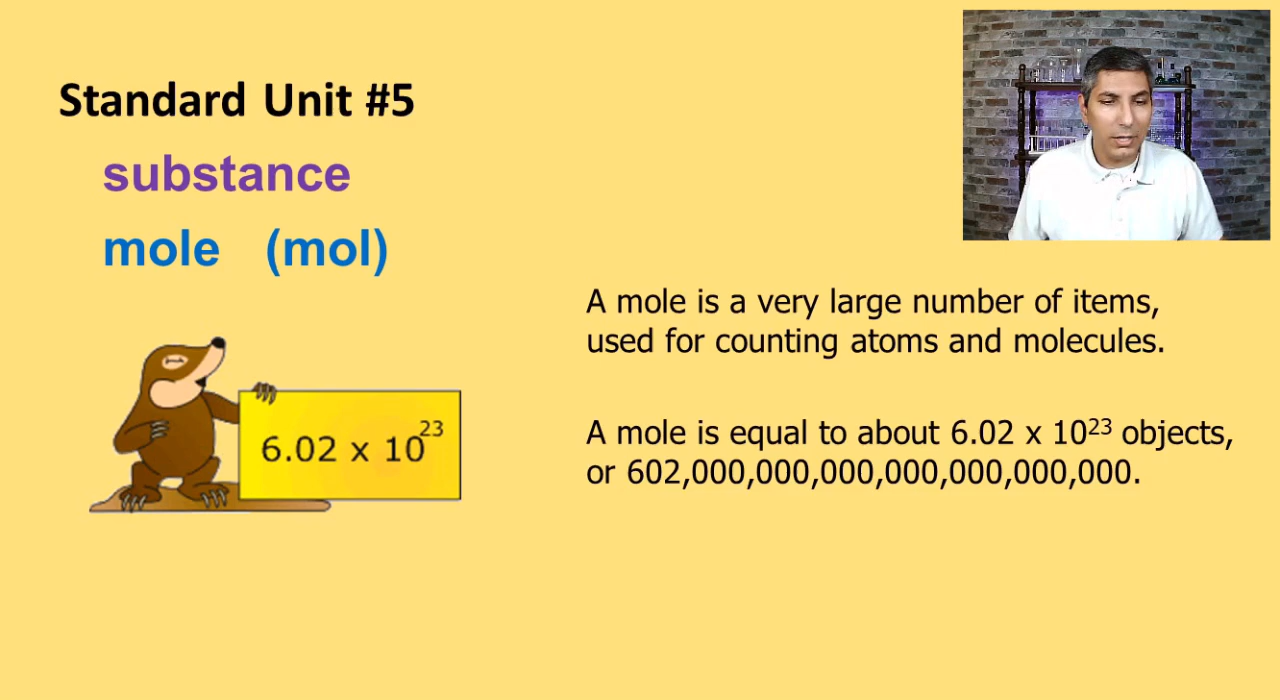 Standard Unit #5
substance
mole (mol)
6.02 x 10²³
A mole is a very large number of items,
used for counting atoms and molecules.
A mole is equal to about 6.02 x 10²³ objects,
or 602,000,000,000,000,000,000,000.